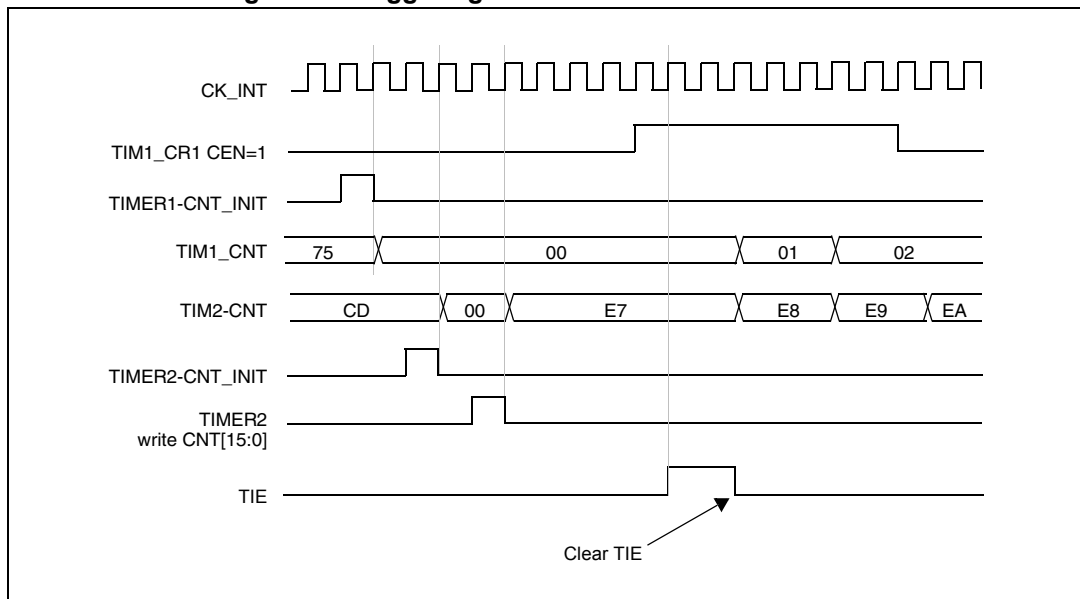 CK_INT
TIM1_CR1 CEN=1
TIMER1-CNT_INIT
TIM1_CNT 75 00 01 02
TIM2-CNT CD 00 E7 E8 E9 EA
TIMER2-CNT_INIT
TIMER2
write CNT[15:0]
TIE
Clear TIE